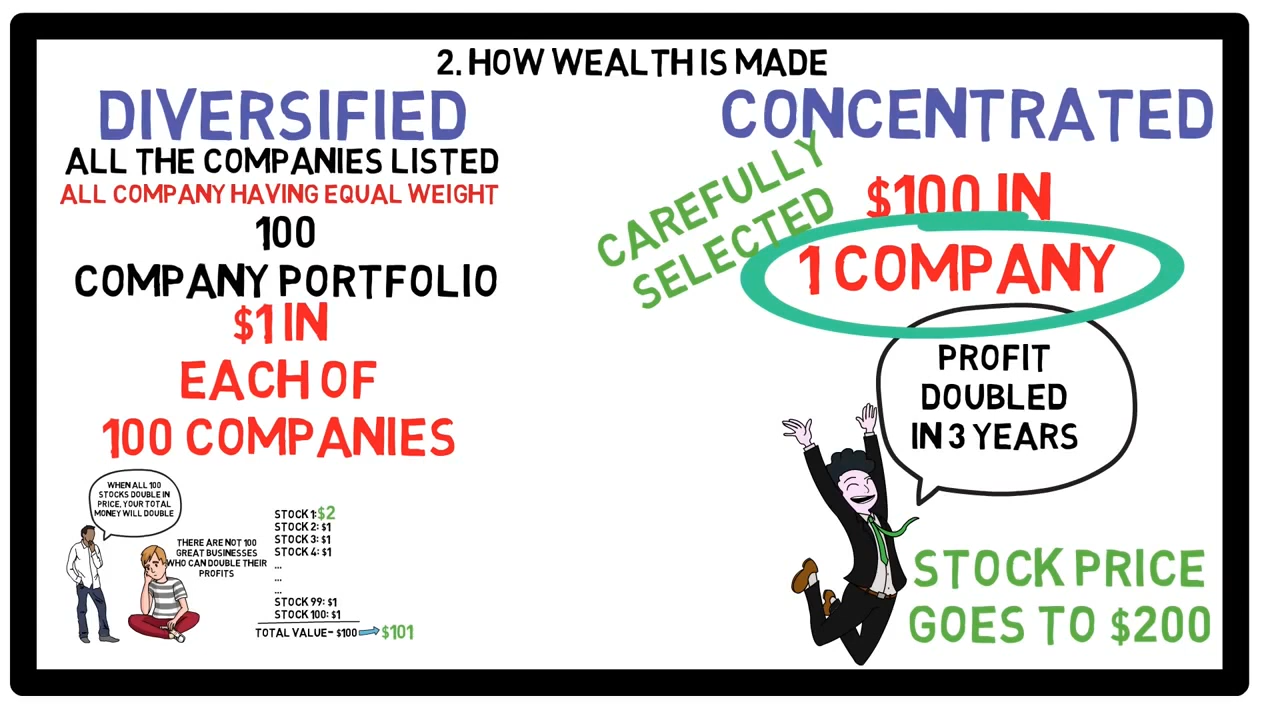 2. HOW WEALTH IS MADE
DIVERSIFIED
ALL THE COMPANIES LISTED
ALL COMPANY HAVING EQUAL WEIGHT
100
COMPANY PORTFOLIO
$1 IN
EACH OF
100 COMPANIES
WHEN ALL 100
STOCKS DOUBLE IN
PRICE, YOUR TOTAL
MONEY WILL DOUBLE
THERE ARE NOT 100
GREAT BUSINESSES
WHO CAN DOUBLE THEIR
PROFITS
STOCK 1: $2
STOCK 2: $1
STOCK 3: $1
STOCK 4: $1
...
...
...
STOCK 99: $1
STOCK 100: $1
TOTAL VALUE- $100 $101
CONCENTRATED
CAREFULLY
SELECTED
$100 IN
1 COMPANY
PROFIT
DOUBLED
IN 3 YEARS
STOCK PRICE
GOES TO $200